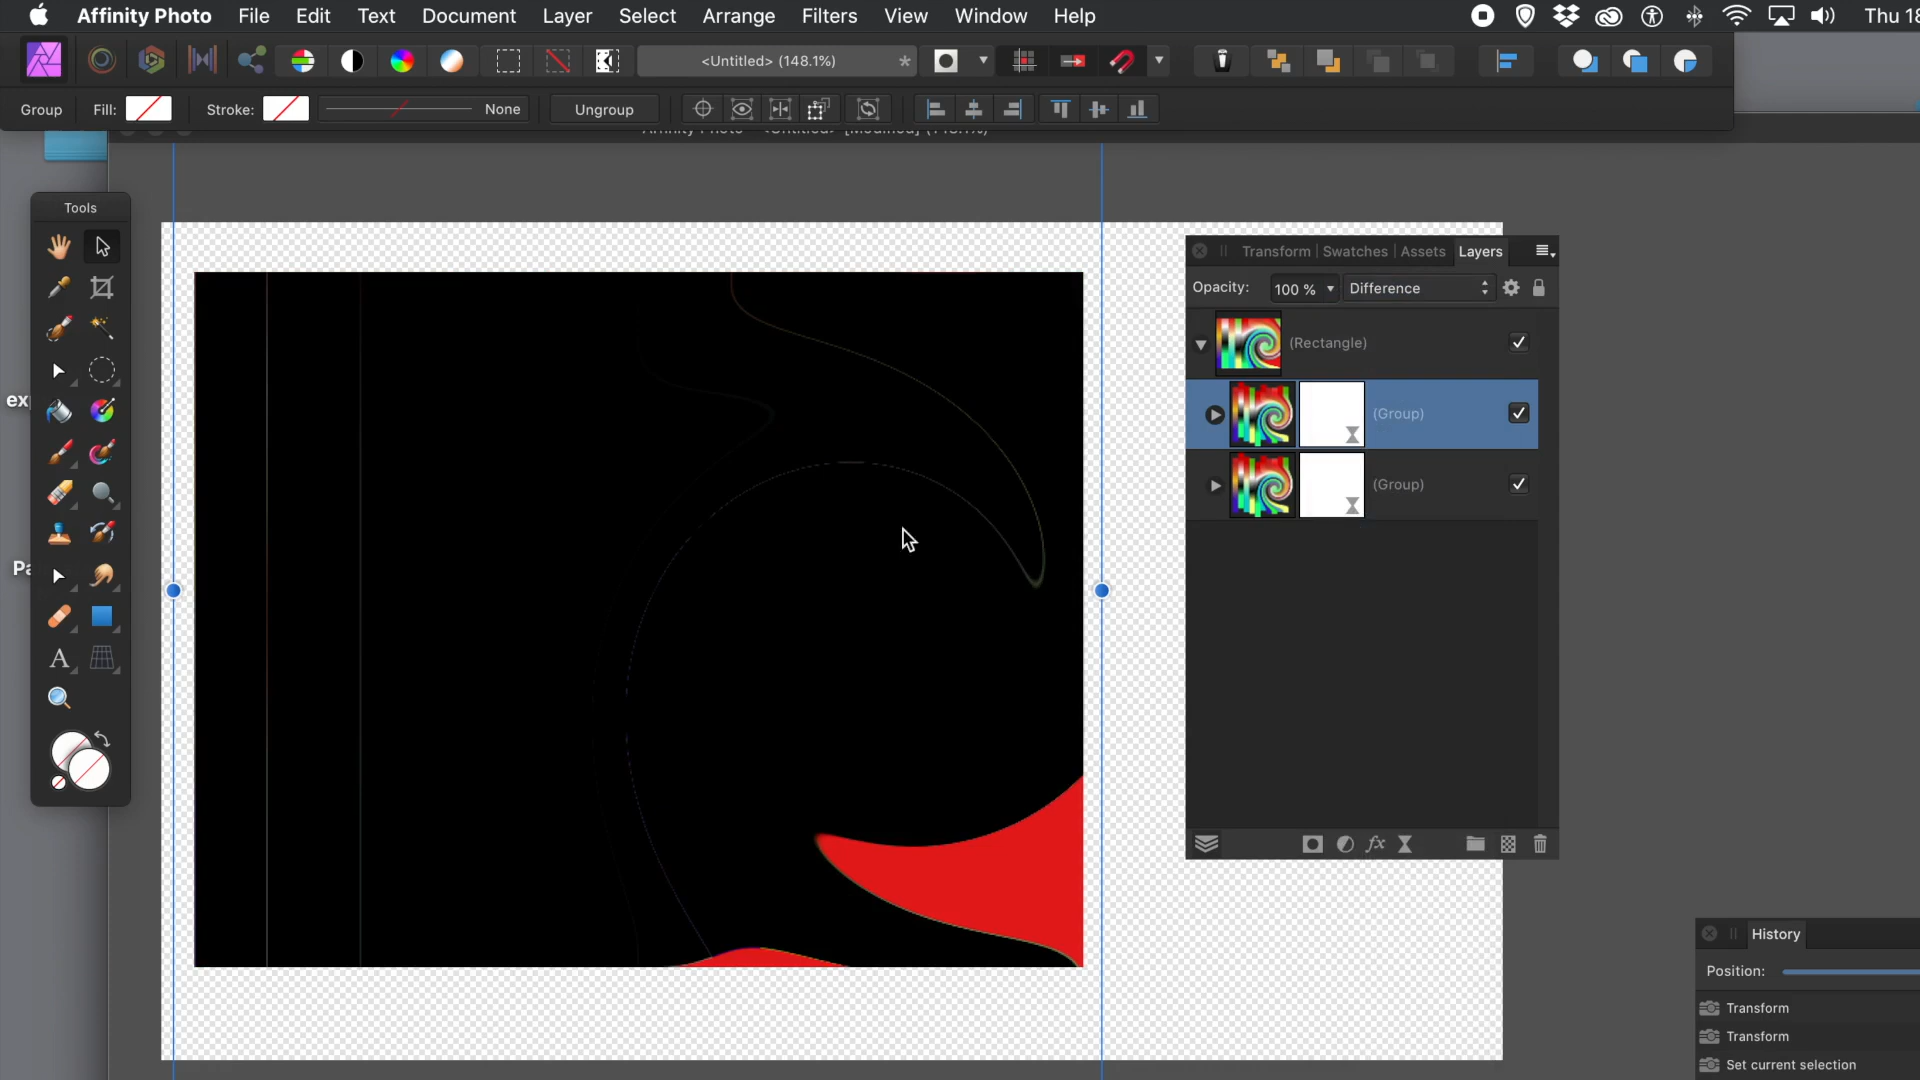 Affinity Photo File Edit Text Document Layer Select Arrange Filters View Window Help Thu 18
<Untitled> (148.1%) *
Group Fill: Stroke: None Ungroup
Tools
Transform Swatches Assets Layers
Opacity: 100 % Difference
(Rectangle)
(Group)
(Group)
A
History
Position:
Transform
Transform
Set current selection